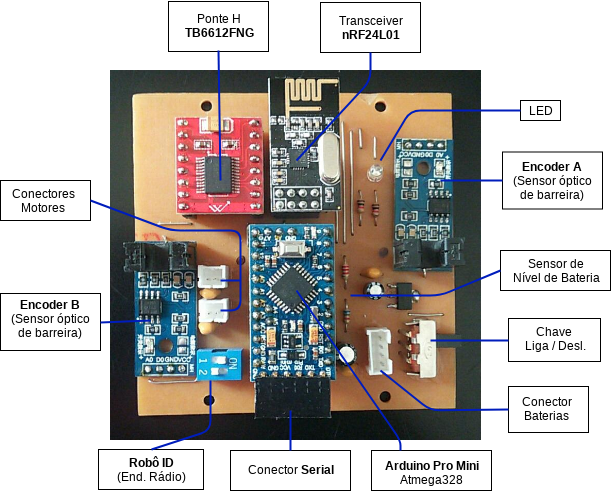 Ponte H
TB6612FNG
Transceiver
nRF24L01
LED
Encoder A
(Sensor óptico
de barreira)
Conectores
Motores
Sensor de
Nível de Bateria
Encoder B
(Sensor óptico
de barreira)
Chave
Liga / Desl.
Conector
Baterias
Robô ID
(End. Rádio)
Conector Serial
Arduino Pro Mini
Atmega328
ON
1 2